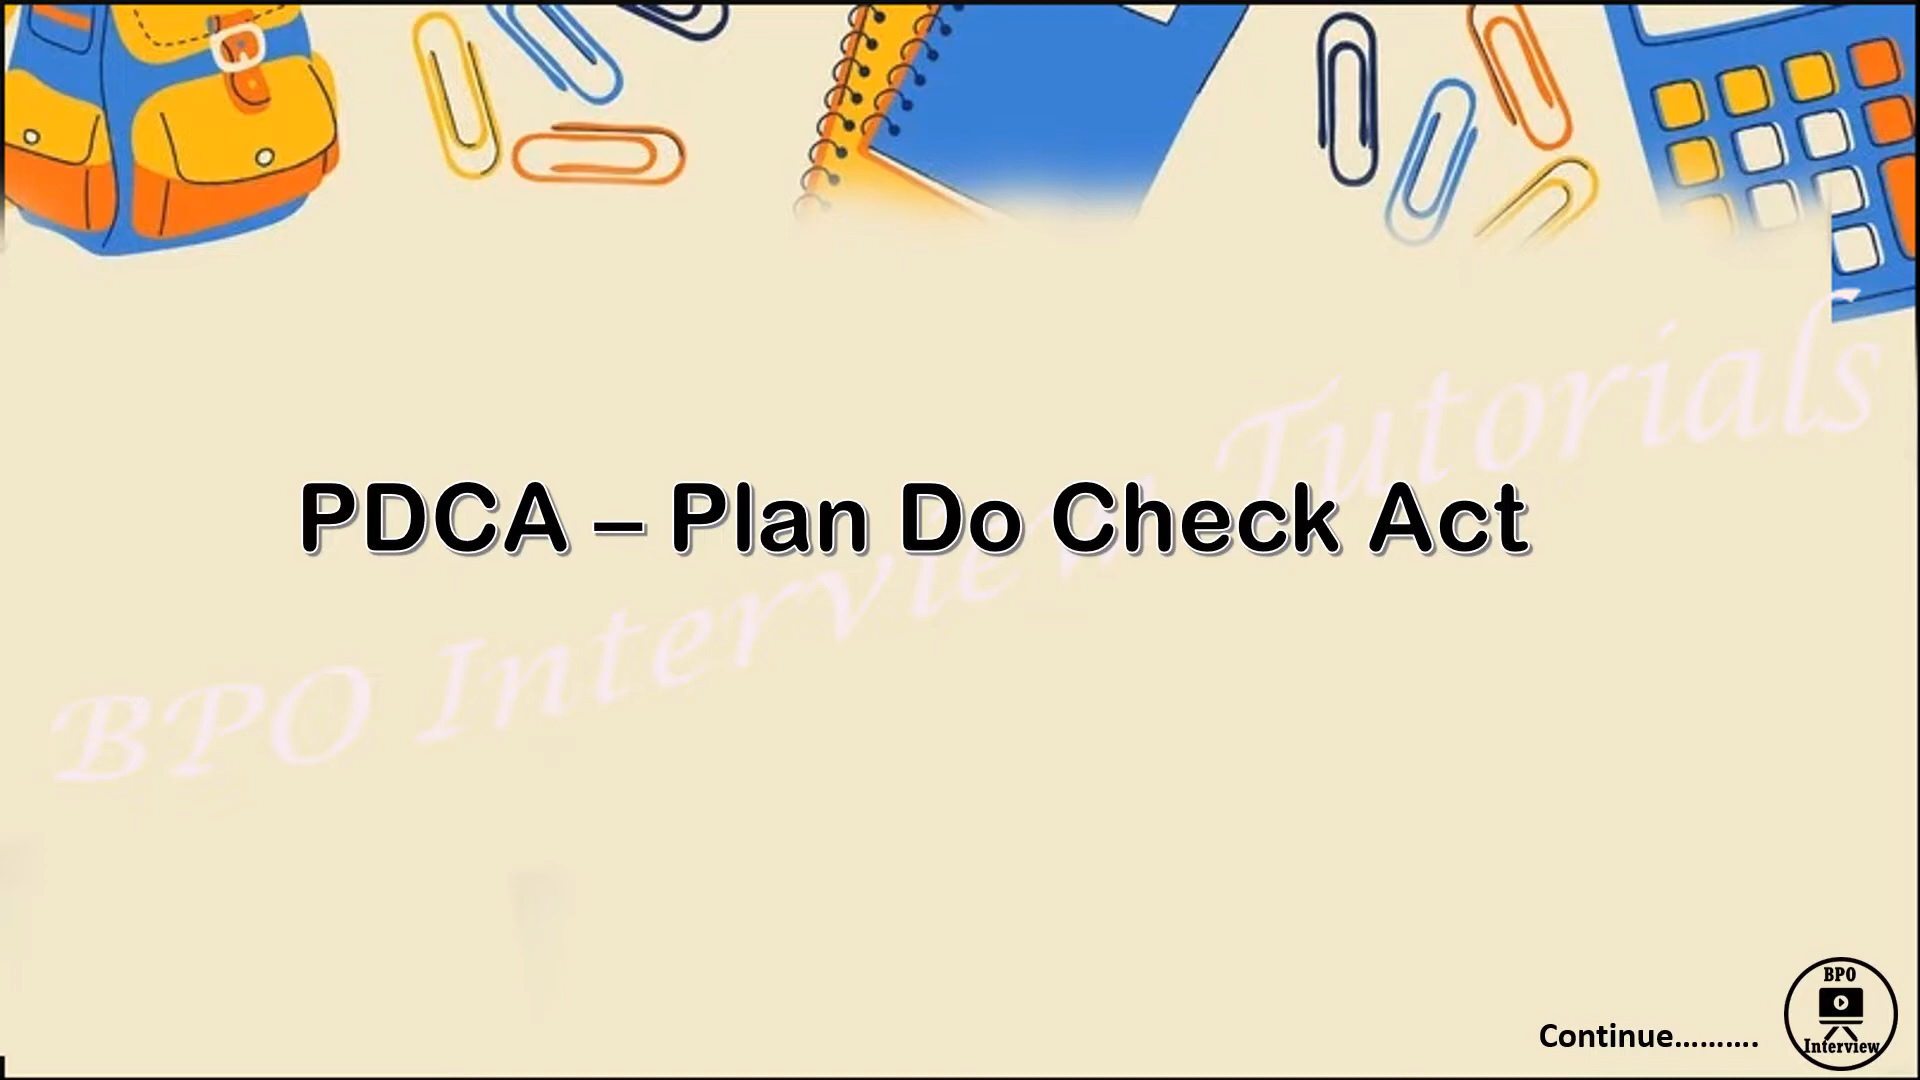 PDCA – Plan Do Check Act
BPO Interview Tutorials
Continue……….
BPO
Interview